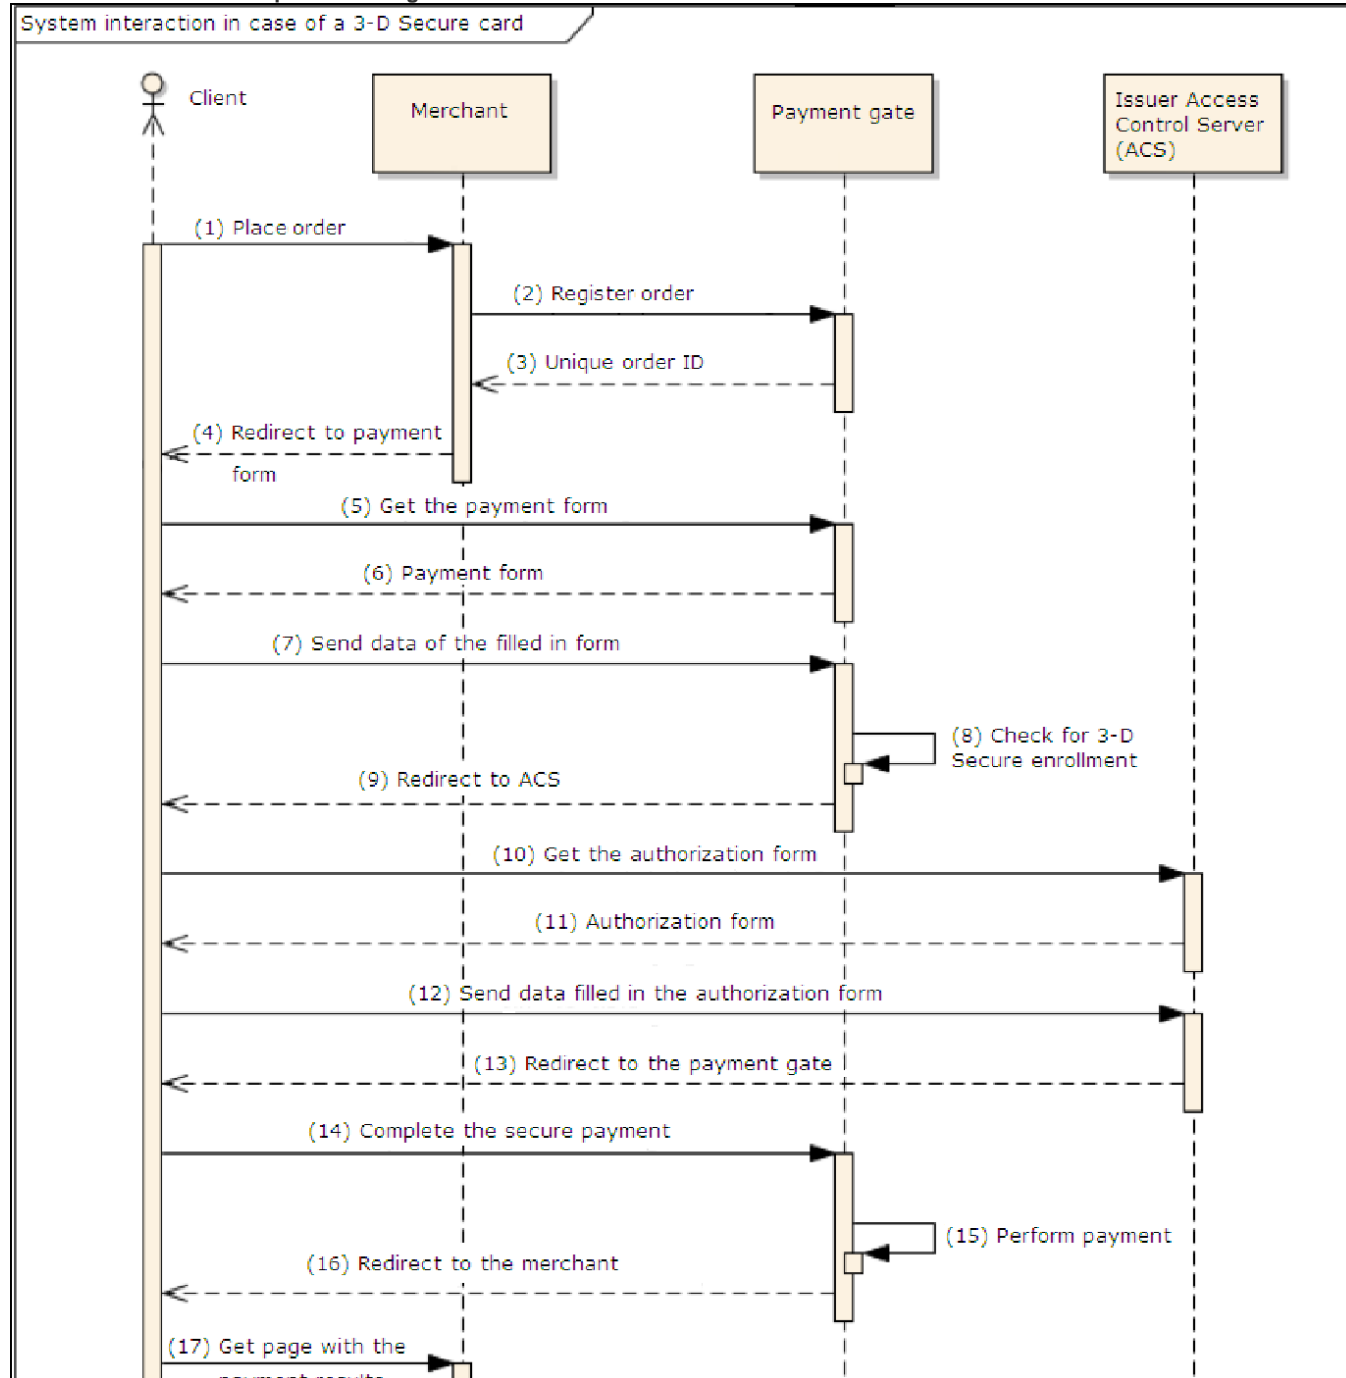 System interaction in case of a 3-D Secure card
Client
Merchant
Payment gate
Issuer Access
Control Server
(ACS)
(1) Place order
(2) Register order
(3) Unique order ID
(4) Redirect to payment
form
(5) Get the payment form
(6) Payment form
(7) Send data of the filled in form
(8) Check for 3-D
Secure enrollment
(9) Redirect to ACS
(10) Get the authorization form
(11) Authorization form
(12) Send data filled in the authorization form
(13) Redirect to the payment gate
(14) Complete the secure payment
(15) Perform payment
(16) Redirect to the merchant
(17) Get page with the
payment results